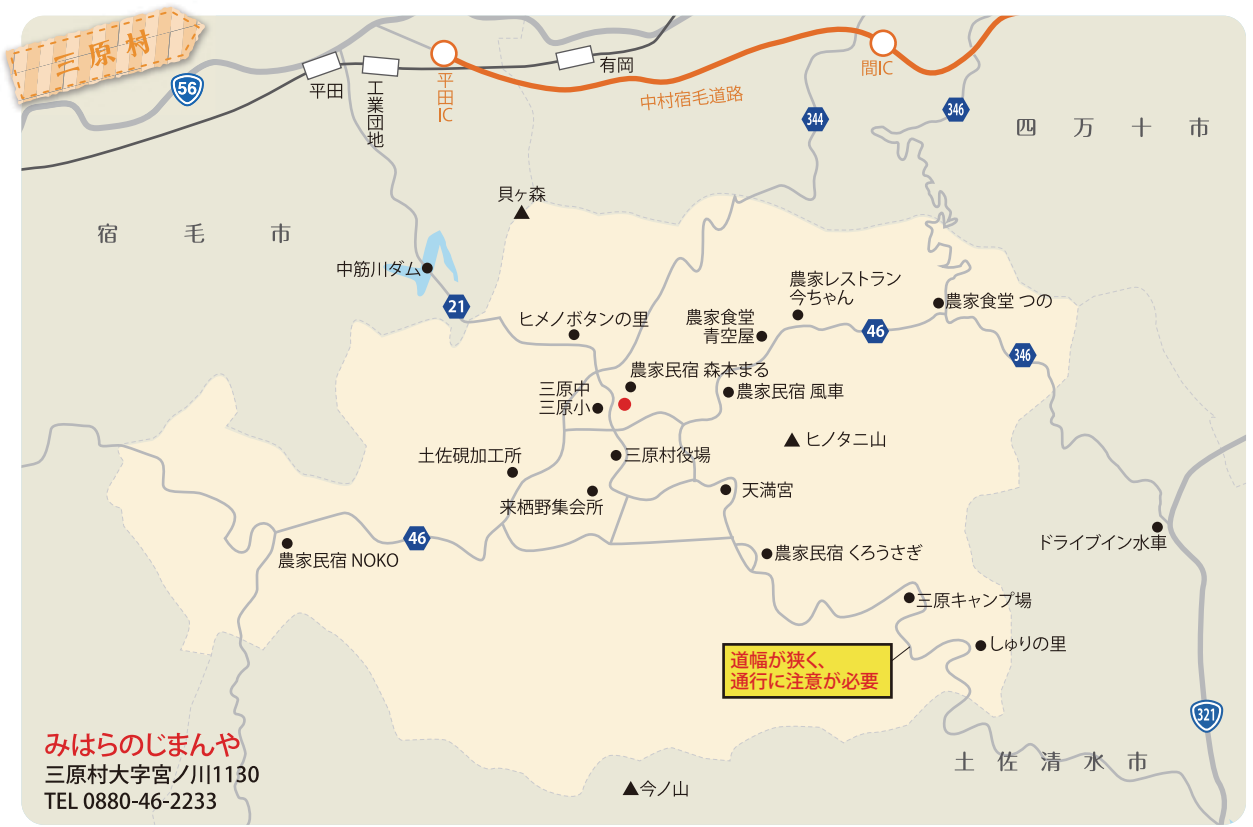 三原村
56
平田
工業団地
平田IC
有岡
中村宿毛道路
間IC
344
346
四万十市
宿毛市
貝ヶ森
中筋川ダム
21
ヒメノボタンの里
農家レストラン
今ちゃん
農家食堂
青空屋
農家食堂 つの
46
346
農家民宿 森本まる
三原中
三原小
農家民宿 風車
ヒノタニ山
土佐硯加工所
三原村役場
来栖野集会所
天満宮
46
農家民宿 NOKO
農家民宿 くろうさぎ
ドライブイン水車
三原キャンプ場
しゅりの里
道幅が狭く、
通行に注意が必要
321
みはらのじまんや
三原村大字宮ノ川1130
TEL 0880-46-2233
土佐清水市
今ノ山